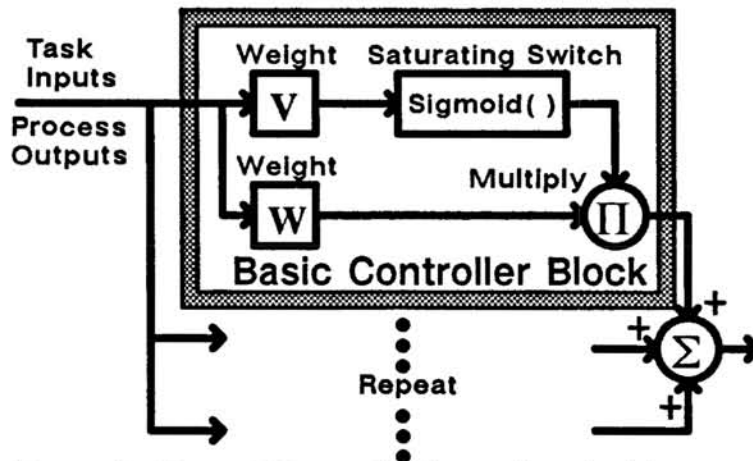 Task
Inputs
Process
Outputs
Weight
Saturating Switch
V
Sigmoid( )
Weight
Multiply
W
Π
Basic Controller Block
+
+
Σ
Repeat
+